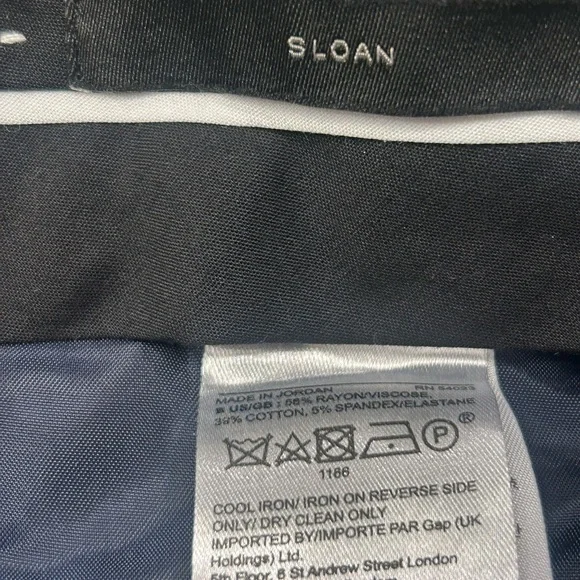 SLOAN
MADE IN JORDAN RN 54023
US/GB : 56% RAYON/VISCOSE,
39% COTTON, 5% SPANDEX/ELASTANE
P®
1166
COOL IRON/ IRON ON REVERSE SIDE
ONLY/ DRY CLEAN ONLY
IMPORTED BY/IMPORTE PAR Gap (UK
Holdings) Ltd.
5th Floor, 6 St Andrew Street London